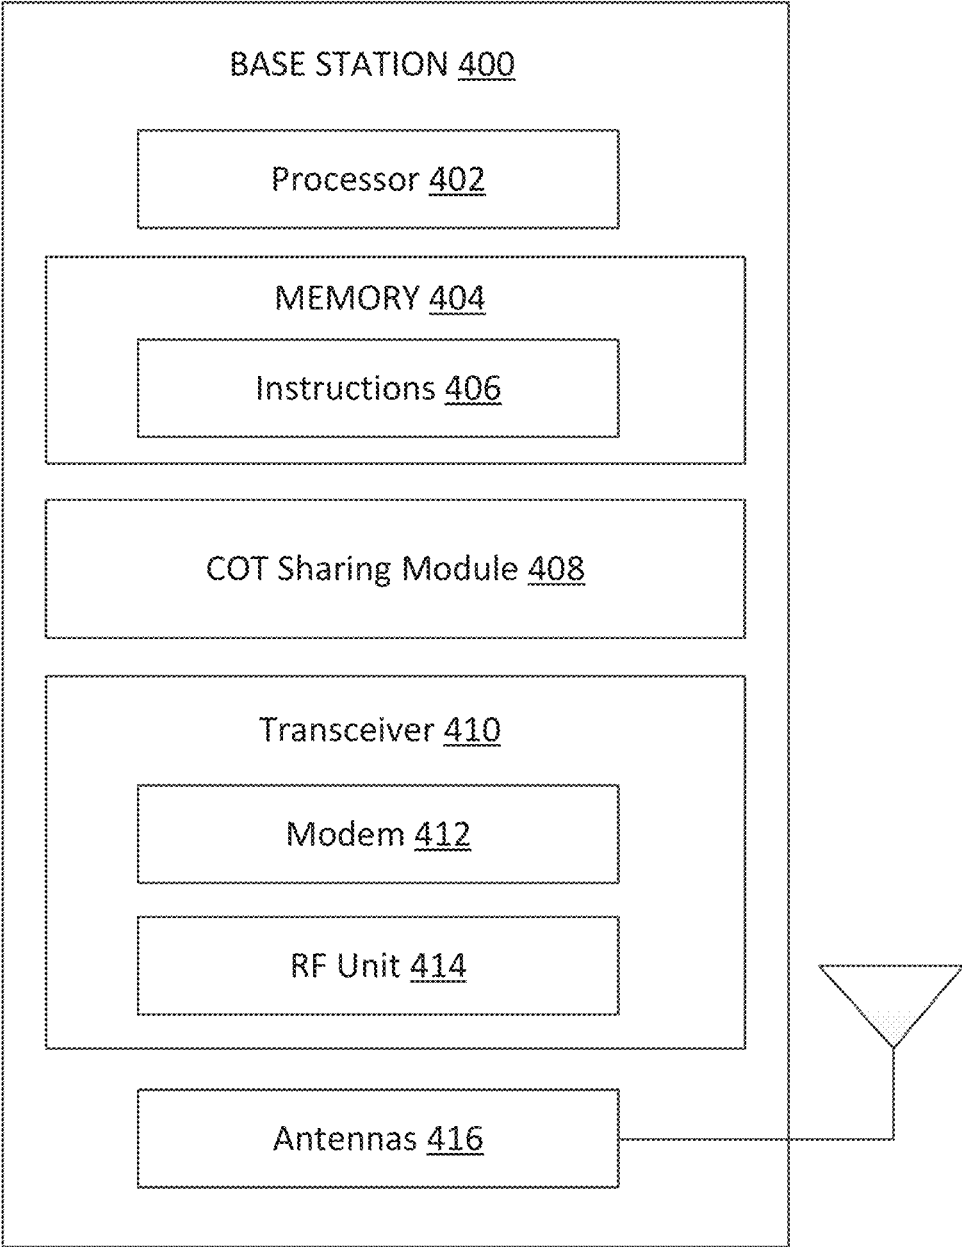 BASE STATION 400
Processor 402
MEMORY 404
Instructions 406
COT Sharing Module 408
Transceiver 410
Modem 412
RF Unit 414
Antennas 416